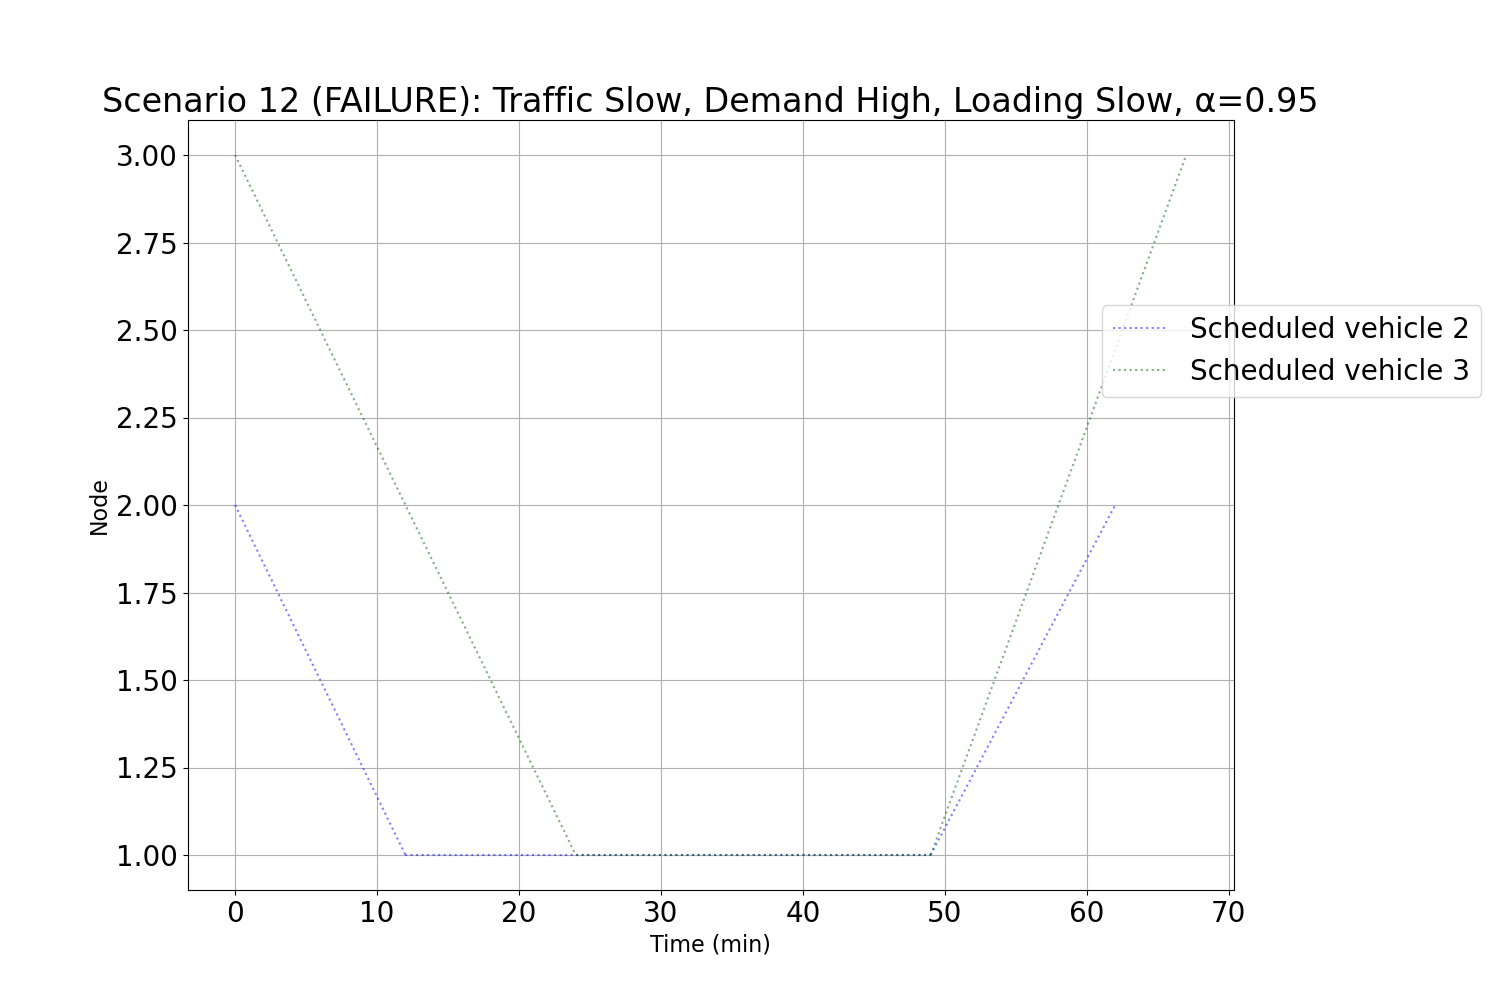 Scenario 12 (FAILURE): Traffic Slow, Demand High, Loading Slow, α=0.95
3.00
2.75
2.50
2.25
2.00
1.75
1.50
1.25
1.00
Node
Scheduled vehicle 2
Scheduled vehicle 3
0 10 20 30 40 50 60 70
Time (min)